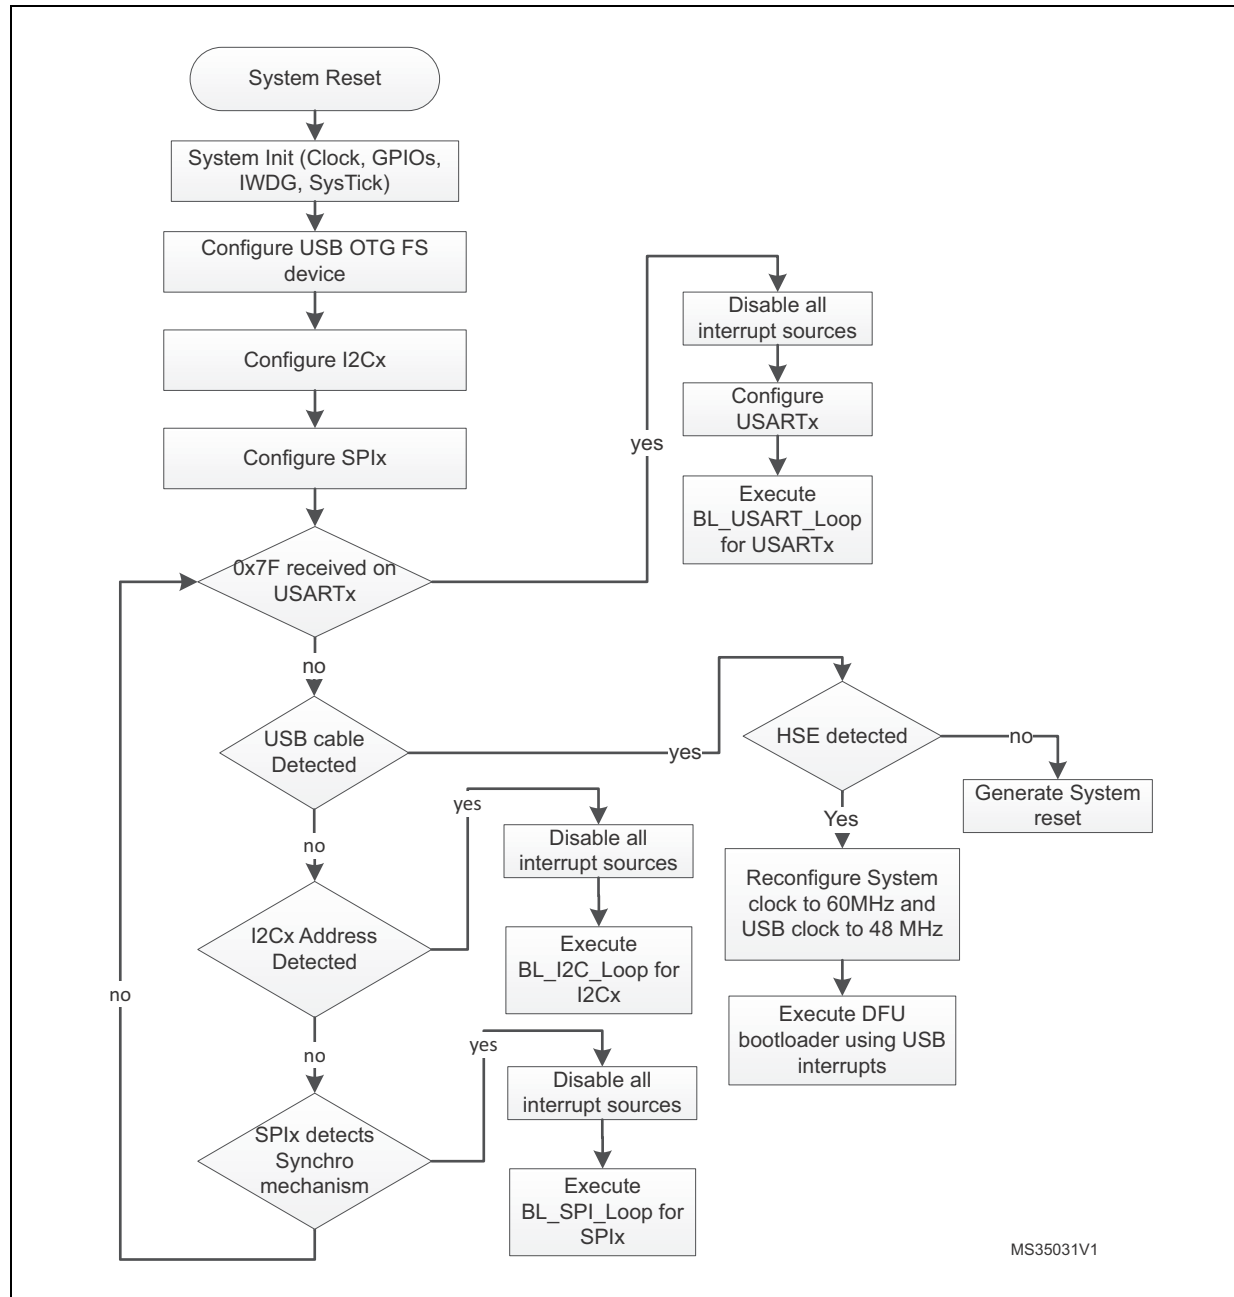 System Reset
System Init (Clock, GPIOs,
IWDG, SysTick)
Configure USB OTG FS
device
Configure I2Cx
Configure SPIx
0x7F received on
USARTx
yes
Disable all
interrupt sources
Configure
USARTx
Execute
BL_USART_Loop
for USARTx
no
USB cable
Detected
yes
HSE detected
no
Generate System
reset
Yes
Reconfigure System
clock to 60MHz and
USB clock to 48 MHz
Execute DFU
bootloader using USB
interrupts
no
I2Cx Address
Detected
yes
Disable all
interrupt sources
Execute
BL_I2C_Loop for
I2Cx
no
SPIx detects
Synchro
mechanism
yes
Disable all
interrupt sources
Execute
BL_SPI_Loop for
SPIx
no
MS35031V1